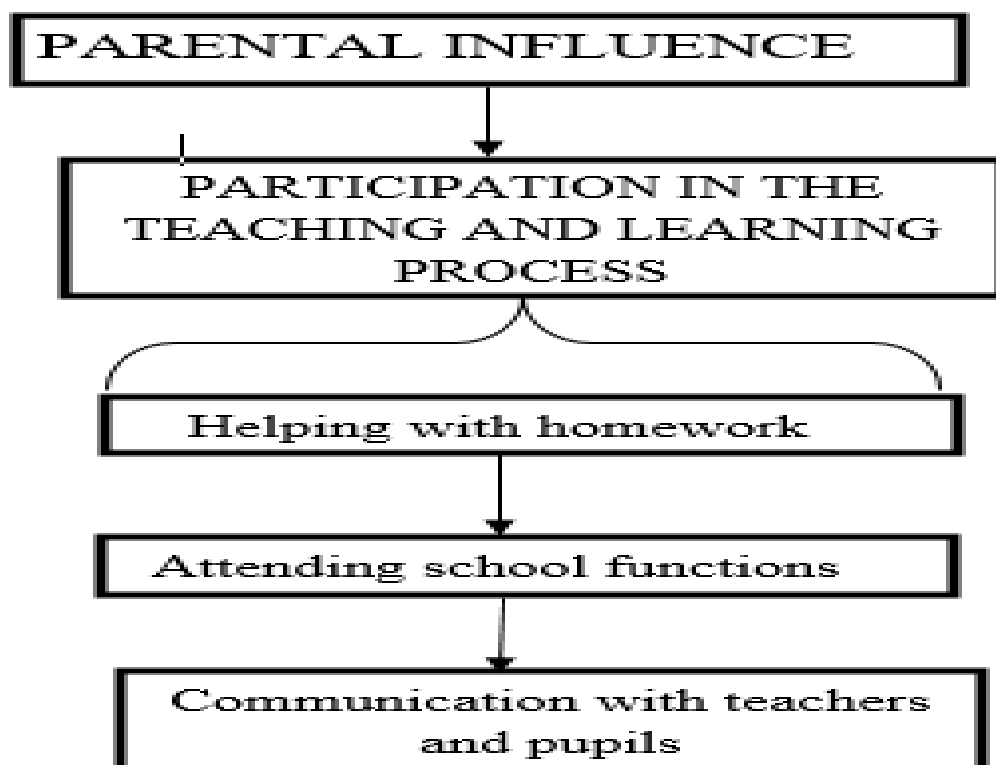 PARENTAL INFLUENCE
PARTICIPATION IN THE
TEACHING AND LEARNING
PROCESS
Helping with homework
Attending school functions
Communication with teachers
and pupils